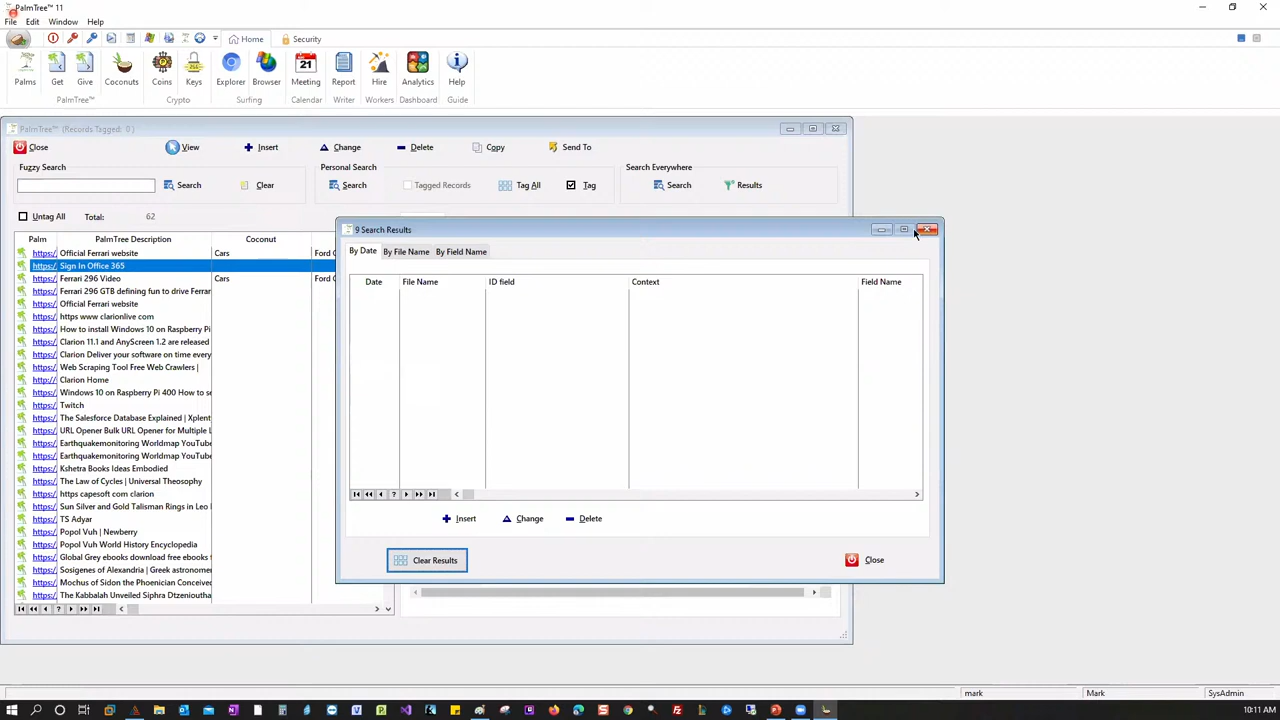 PalmTree™ 11
File Edit Window Help
Home Security
Palms Get Give Coconuts Coins Keys Explorer Browser Meeting Report Hire Analytics Help
21
PalmTree™ Crypto Surfing Calendar Writer Workers Dashboard Guide
PalmTree™ (Records Tagged: 0 )
Close View Insert Change Delete Copy Send To
Fuzzy Search Personal Search Search Everywhere
Search Clear Search Tagged Records Tag All Tag Search Results
Untag All Total: 62
Palm PalmTree Description Coconut
https:/ Official Ferrari website Cars Ford
https:/ Sign In Office 365
https:/ Ferrari 296 Video Cars Ford
https:/ Ferrari 296 GTB defining fun to drive Ferrar
https:/ Official Ferrari website
https:/ https www clarionlive com
https:/ How to install Windows 10 on Raspberry Pi
https:/ Clarion 11.1 and AnyScreen 1.2 are released
https:/ Clarion Deliver your software on time every
https:/ Web Scraping Tool Free Web Crawlers |
http:// Clarion Home
https:/ Windows 10 on Raspberry Pi 400 How to se
https:/ Twitch
https:/ The Salesforce Database Explained | Xplent
https:/ URL Opener Bulk URL Opener for Multiple L
https:/ Earthquakemonitoring Worldmap YouTube
https:/ Earthquakemonitoring Worldmap YouTube
https:/ Kshetra Books Ideas Embodied
https:/ The Law of Cycles | Universal Theosophy
https:/ https capesoft com clarion
https:/ Sun Silver and Gold Talisman Rings in Leo
https:/ TS Adyar
https:/ Popol Vuh | Newberry
https:/ Popol Vuh World History Encyclopedia
https:/ Global Grey ebooks download free ebooks t
https:/ Sosigenes of Alexandria | Greek astronome
https:/ Mochus of Sidon the Phoenician Conceived
https:/ The Kabbalah Unveiled Siphra Dtzenioutha
9 Search Results
By Date By File Name By Field Name
Date File Name ID field Context Field Name
Insert Change Delete
Clear Results Close
mark Mark SysAdmin
10:11 AM